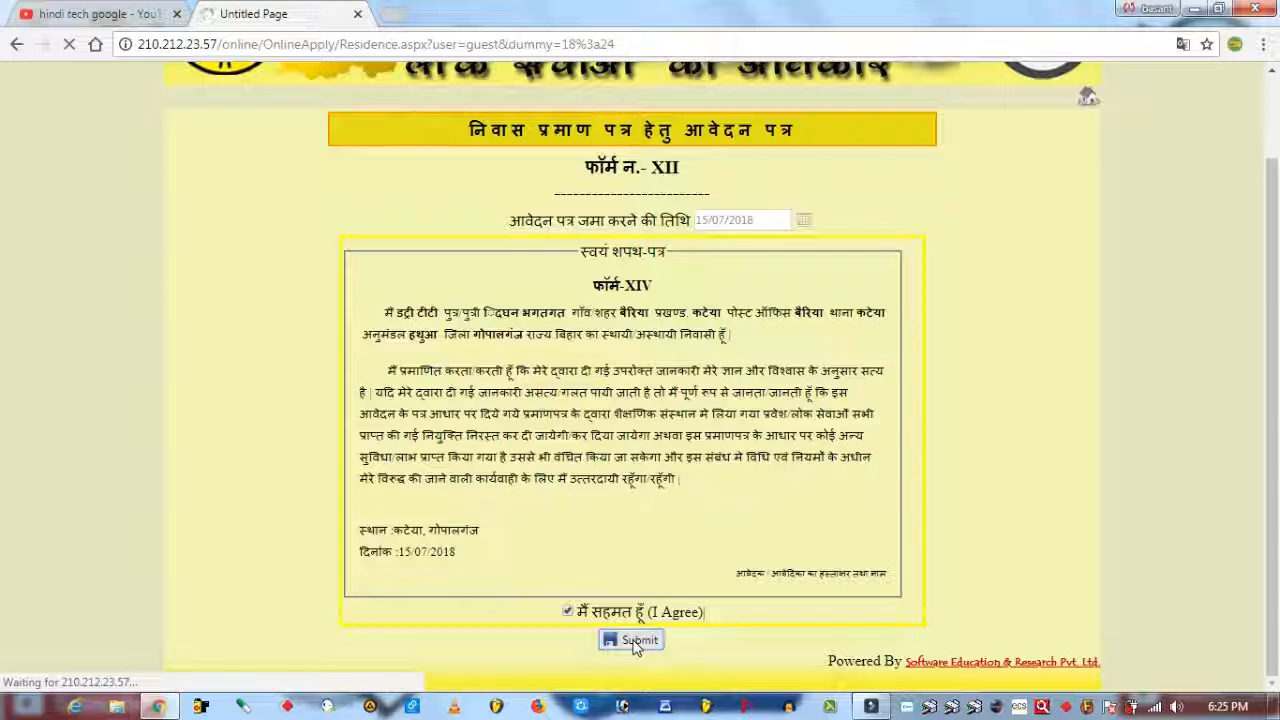 hindi tech google - You
Untitled Page
basant
210.212.23.57/online/OnlineApply/Residence.aspx?user=guest&dummy=18%3a24
लोक सेवाओं का अधिकार
निवास प्रमाण पत्र हेतु आवेदन पत्र
फॉर्म न.- XII
-------------------------
आवेदन पत्र जमा करने की तिथि 15/07/2018
स्वयं शपथ-पत्र
फॉर्म-XIV
मैं डट्री टीटी पुत्र/पुत्री िदघन भगतगत गाँव/शहर बैरिया प्रखण्ड. कटेया पोस्ट ऑफिस बैरिया थाना कटेया
अनुमंडल हथुआ जिला गोपालगंज राज्य बिहार का स्थायी/अस्थायी निवासी हूँ |
मैं प्रमाणित करता/करती हूँ कि मेरे द्वारा दी गई उपरोक्त जानकारी मेरे ज्ञान और विश्वास के अनुसार सत्य
है | यदि मेरे द्वारा दी गई जानकारी असत्य/गलत पायी जाती है तो मैं पूर्ण रूप से जानता/जानती हूँ कि इस
आवेदन के पत्र आधार पर दिये गये प्रमाणपत्र के द्वारा शैक्षणिक संस्थान मे लिया गया प्रवेश/लोक सेवाओं सभी
प्राप्त की गई नियुक्ति निरस्त कर दी जायेगी/कर दिया जायेगा अथवा इस प्रमाणपत्र के आधार पर कोई अन्य
सुविधा/लाभ प्राप्त किया गया है उससे भी वंचित किया जा सकेगा और इस संबंध मे विधि एवं नियमों के अधीन
मेरे विरुद्ध की जाने वाली कार्यवाही के लिए मैं उत्तरदायी रहूँगा/रहूँगी |
स्थान :कटेया, गोपालगंज
दिनांक :15/07/2018
आवेदक / आवेदिका का हस्ताक्षर तथा नाम
मैं सहमत हूँ (I Agree)|
Submit
Powered By Software Education & Research Pvt. Ltd.
Waiting for 210.212.23.57...
6:25 PM